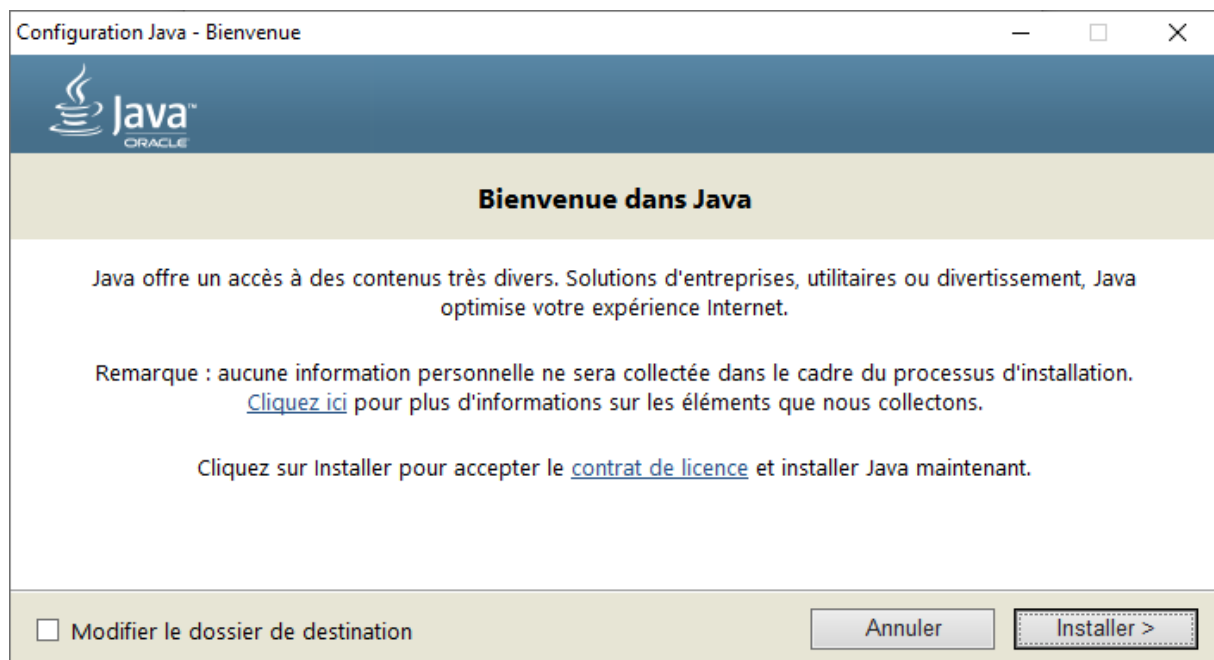 Configuration Java - Bienvenue
Java™
ORACLE
Bienvenue dans Java
Java offre un accès à des contenus très divers. Solutions d'entreprises, utilitaires ou divertissement, Java
optimise votre expérience Internet.
Remarque : aucune information personnelle ne sera collectée dans le cadre du processus d'installation.
Cliquez ici pour plus d'informations sur les éléments que nous collectons.
Cliquez sur Installer pour accepter le contrat de licence et installer Java maintenant.
Modifier le dossier de destination
Annuler
Installer >